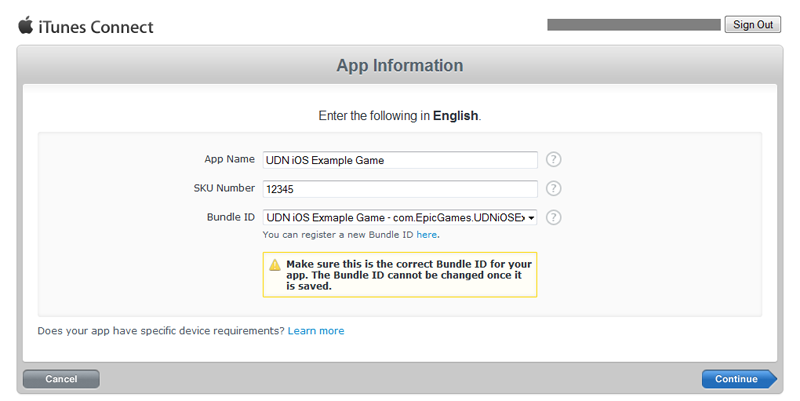 iTunes Connect
Sign Out
App Information
Enter the following in English.
App Name
UDN iOS Example Game
?
SKU Number
12345
?
Bundle ID
UDN iOS Exmaple Game - com.EpicGames.UDNiOSEx
?
You can register a new Bundle ID here.
Make sure this is the correct Bundle ID for your
app. The Bundle ID cannot be changed once it
is saved.
Does your app have specific device requirements? Learn more
Cancel
Continue